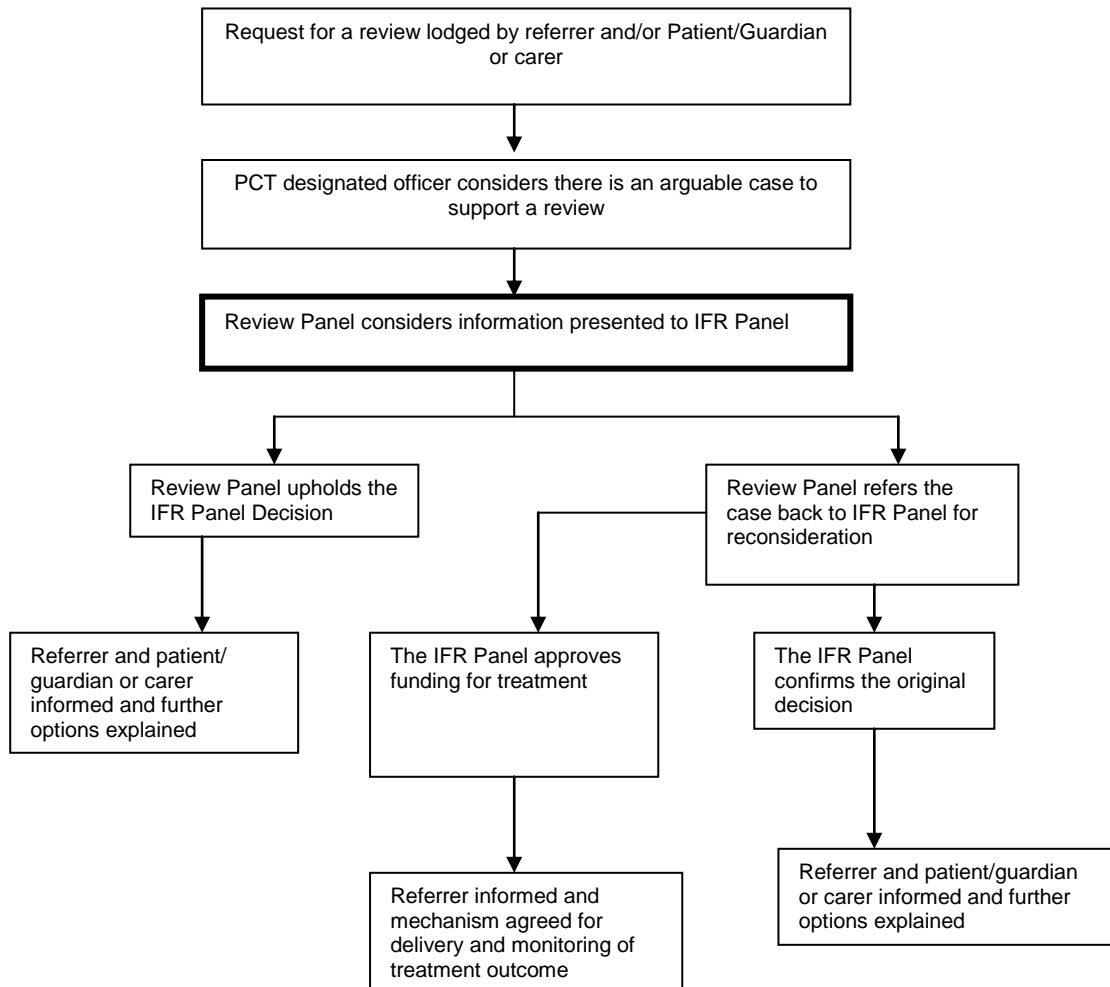 Request for a review lodged by referrer and/or Patient/Guardian
or carer
PCT designated officer considers there is an arguable case to
support a review
Review Panel considers information presented to IFR Panel
Review Panel upholds the
IFR Panel Decision
Review Panel refers the
case back to IFR Panel for
reconsideration
Referrer and patient/
guardian or carer
informed and further
options explained
The IFR Panel approves
funding for treatment
The IFR Panel
confirms the original
decision
Referrer informed and
mechanism agreed for
delivery and monitoring of
treatment outcome
Referrer and patient/guardian
or carer informed and further
options explained